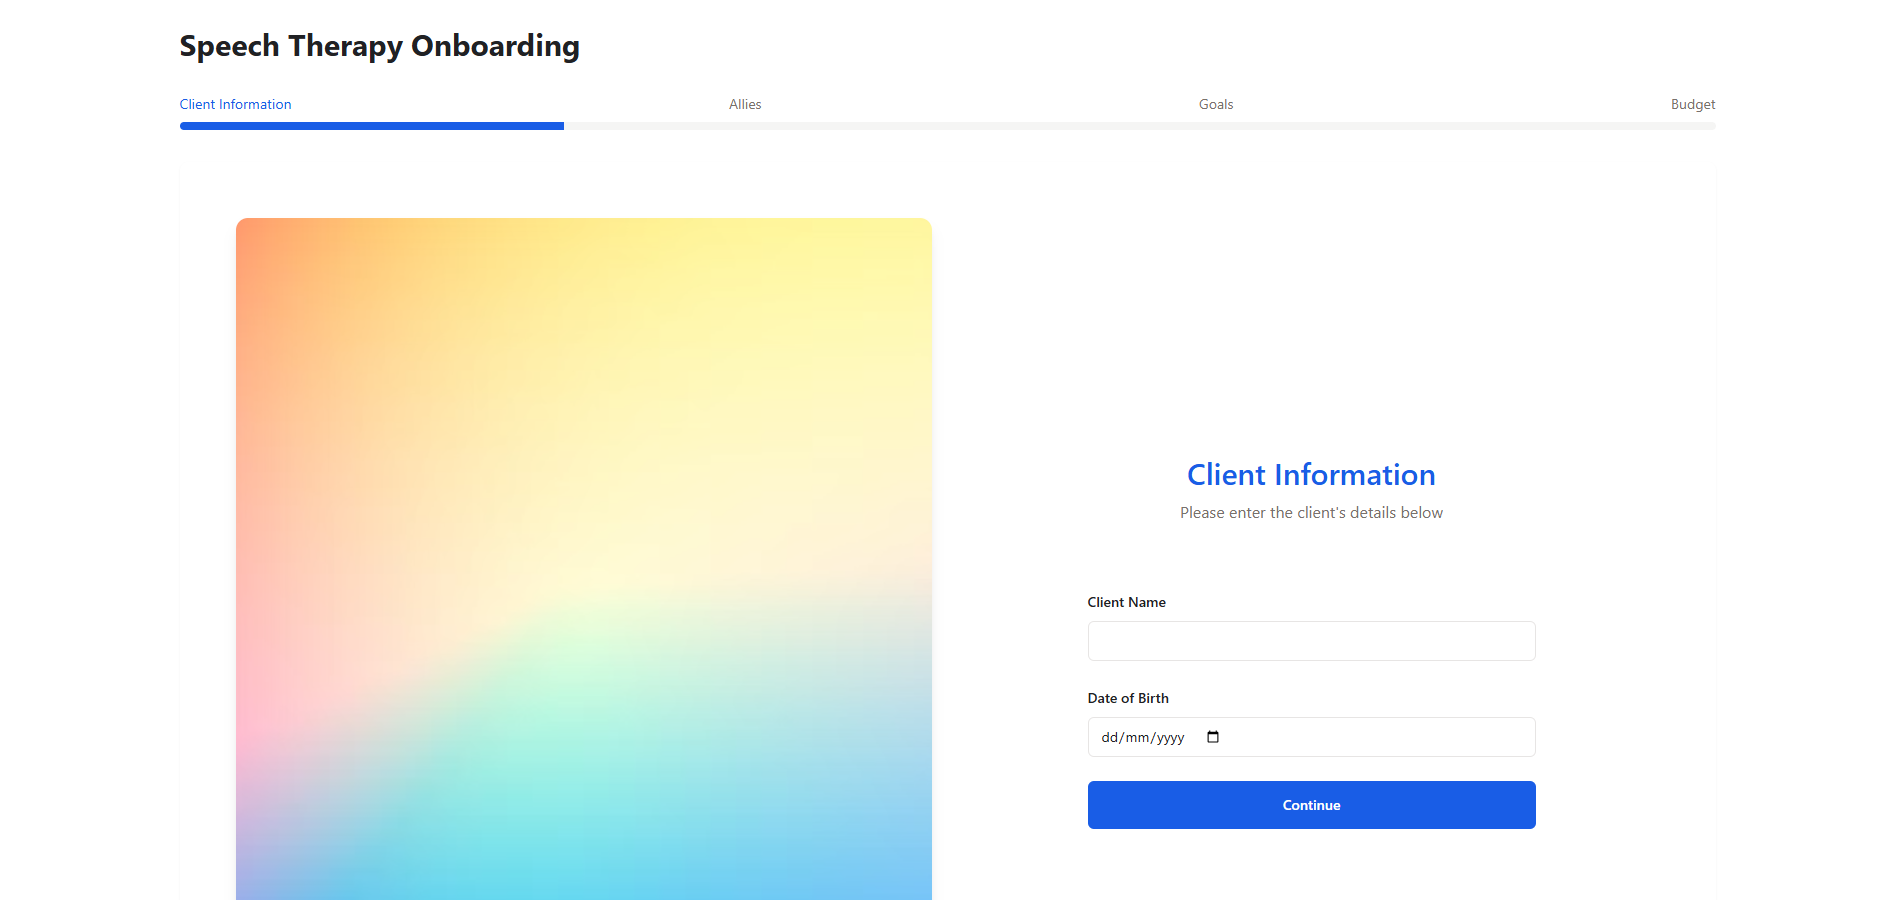 Speech Therapy Onboarding
Client Information Allies Goals Budget
Client Information
Please enter the client's details below
Client Name
Date of Birth
dd/mm/yyyy
Continue